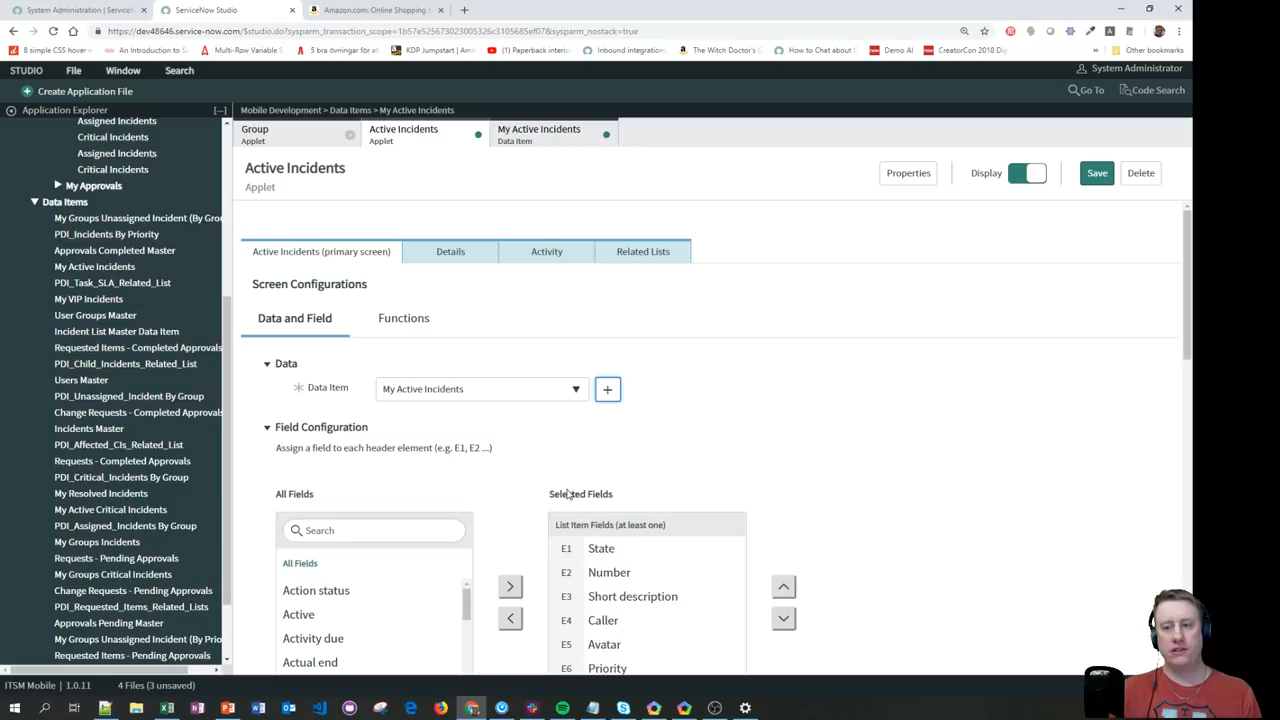 System Administration | ServiceN
ServiceNow Studio
Amazon.com: Online Shopping S
https://dev48646.service-now.com/$studio.do?sysparm_transaction_scope=1b57e5256732300513165685ef07&sysparm_nostack=true
8 simple CSS hover e
An Introduction to S
Multi-Row Variable S
5 bra övningar för al
KDP Jumpstart | Ep
(1) Paperback interio
Inbound integration
The Witch Doctor's G
How to Chat about C
Demo AI
CreatorCon 2018 Dig
Other bookmarks
STUDIO File Window Search
System Administrator
Create Application File
Go To
Code Search
Application Explorer
Mobile Development > Data Items > My Active Incidents
Assigned Incidents
Critical Incidents
Assigned Incidents
Critical Incidents
My Approvals
Data Items
My Groups Unassigned Incident (By Grou
PDI_Incidents By Priority
Approvals Completed Master
My Active Incidents
PDI_Task_SLA_Related_List
My VIP Incidents
User Groups Master
Incident List Master Data Item
Requested Items - Completed Approvals
PDI_Child_Incidents_Related_List
Users Master
PDI_Unassigned_Incident By Group
Change Requests - Completed Approvals
Incidents Master
PDI_Affected_CIs_Related_List
Requests - Completed Approvals
PDI_Critical_Incidents By Group
My Resolved Incidents
My Active Critical Incidents
PDI_Assigned_Incidents By Group
My Groups Incidents
Requests - Pending Approvals
My Groups Critical Incidents
Change Requests - Pending Approvals
PDI_Requested_Items_Related_Lists
Approvals Pending Master
My Groups Unassigned Incident (By Prio
Requested Items - Pending Approvals
Group
Applet
Active Incidents
Applet
My Active Incidents
Data Item
Active Incidents
Applet
Properties
Display
Save
Delete
Active Incidents (primary screen)
Details
Activity
Related Lists
Screen Configurations
Data and Field
Functions
Data
Data Item
My Active Incidents
Field Configuration
Assign a field to each header element (e.g. E1, E2 ...)
All Fields
Search
All Fields
Action status
Active
Activity due
Actual end
Selected Fields
List Item Fields (at least one)
E1 State
E2 Number
E3 Short description
E4 Caller
E5 Avatar
E6 Priority
ITSM Mobile | 1.0.11
4 Files (3 unsaved)